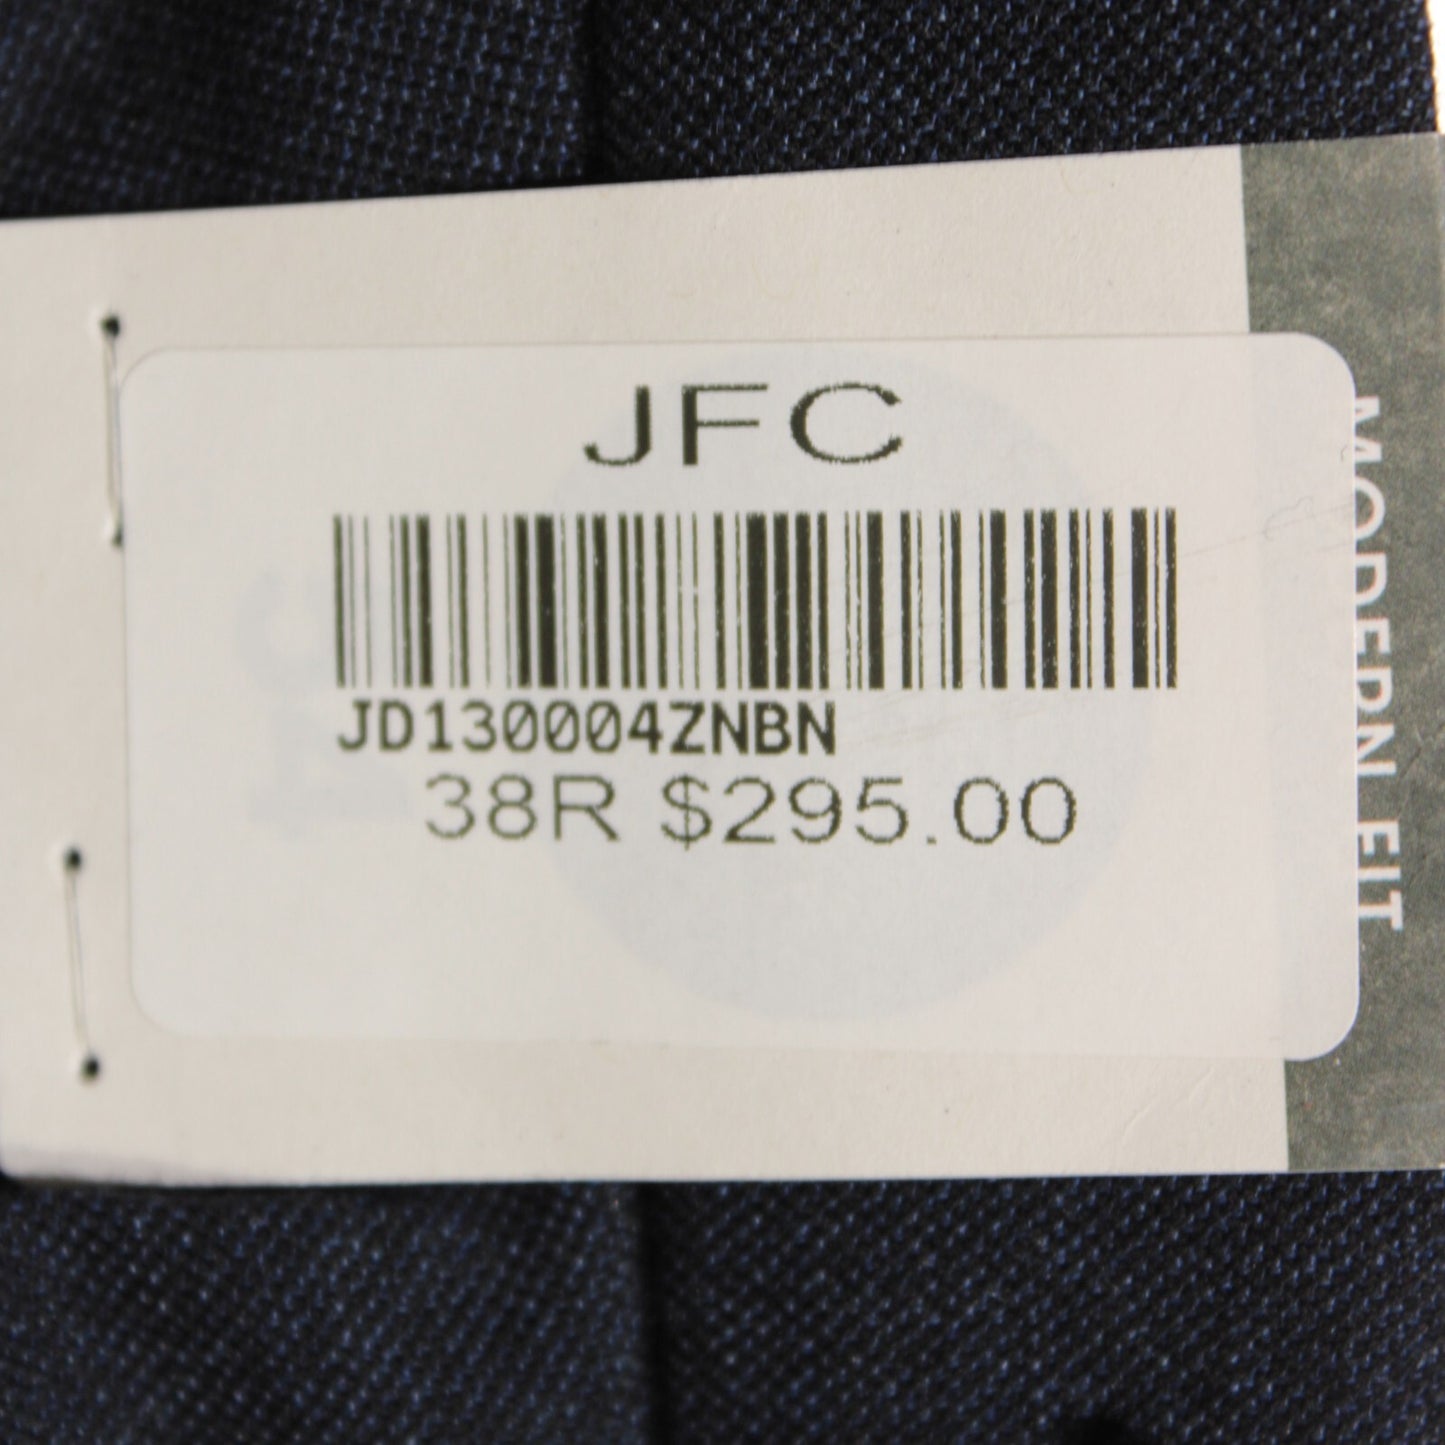 JFC
JD130004ZNBN
38R $295.00
MODERN FIT